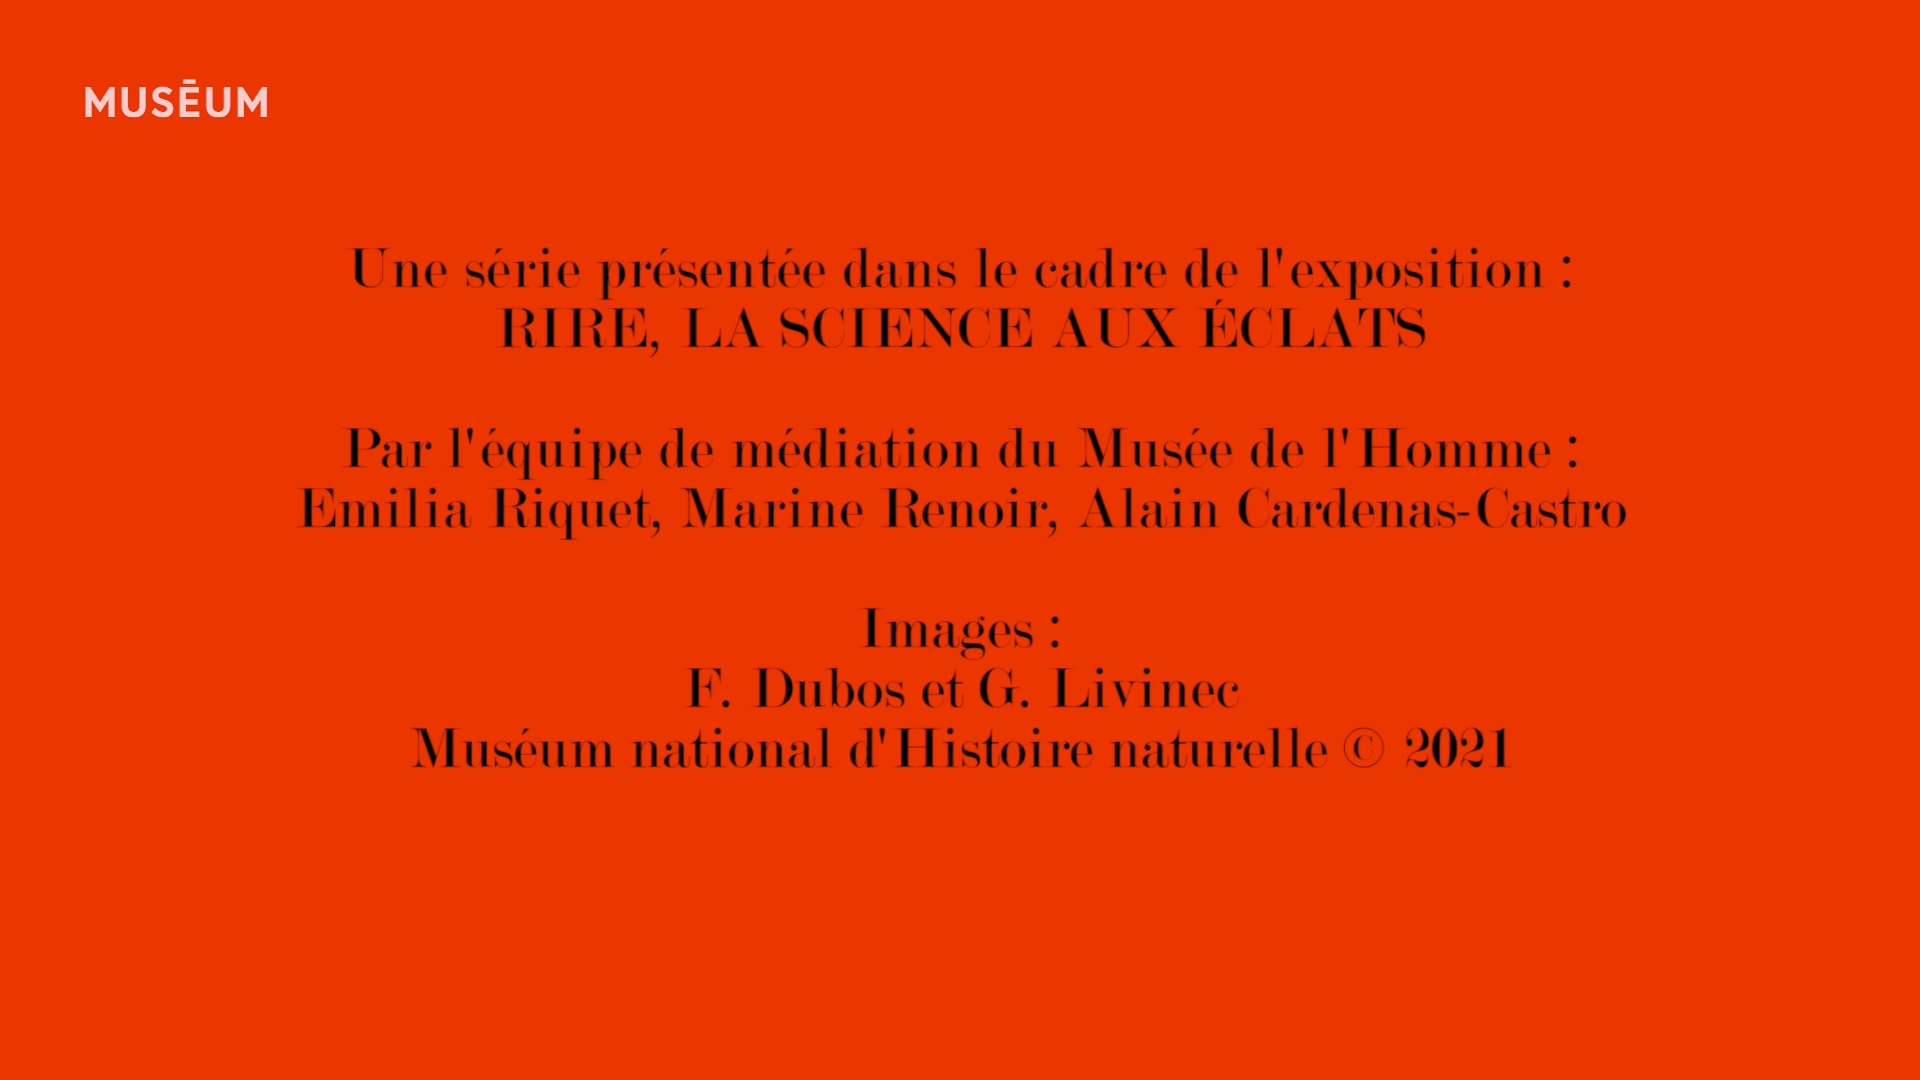 MUSĒUM
Une série présentée dans le cadre de l'exposition :
RIRE, LA SCIENCE AUX ÉCLATS
Par l'équipe de médiation du Musée de l'Homme :
Emilia Riquet, Marine Renoir, Alain Cardenas-Castro
Images :
F. Dubos et G. Livinec
Muséum national d'Histoire naturelle © 2021